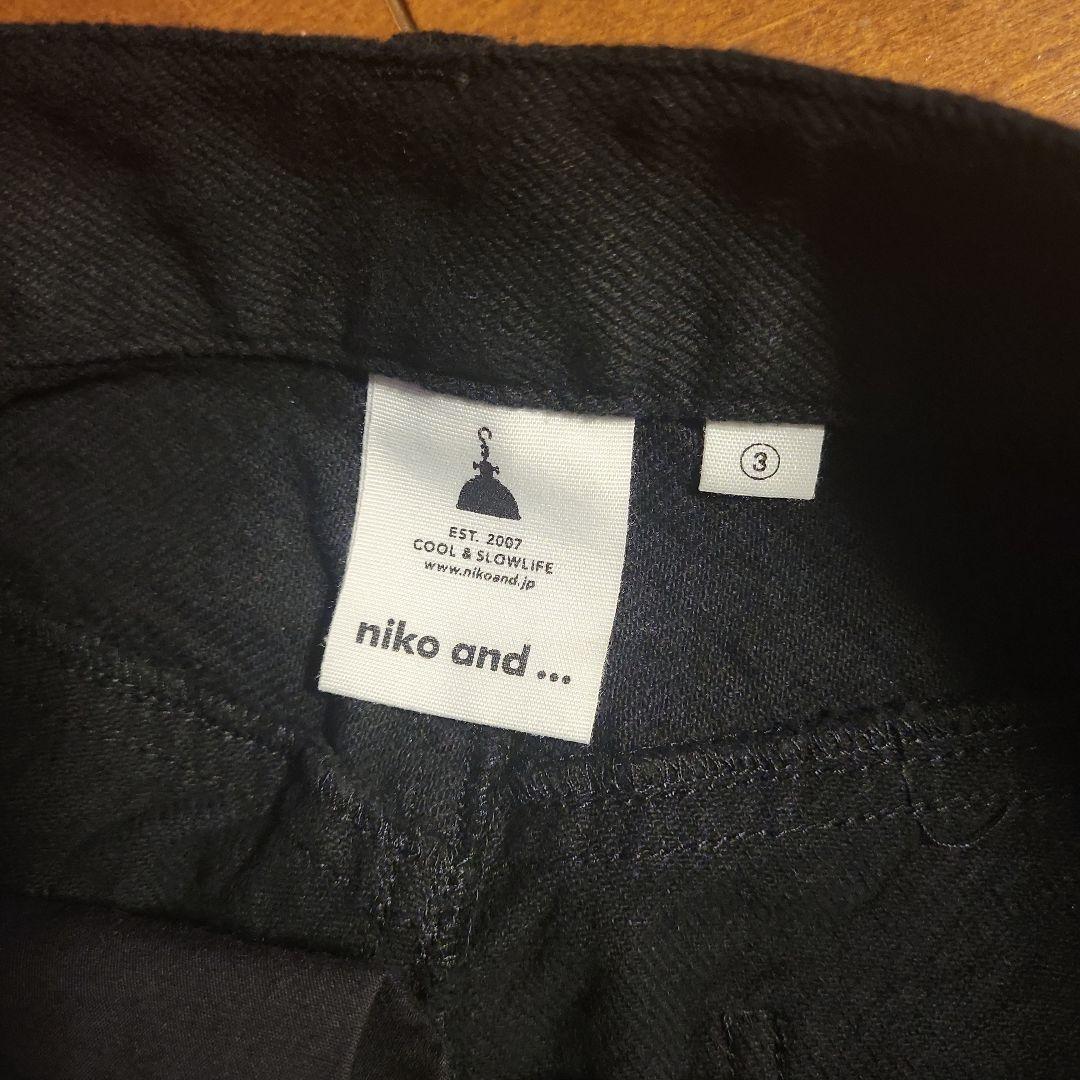 EST. 2007
COOL & SLOWLIFE
www.nikoand.jp
niko and ...
③